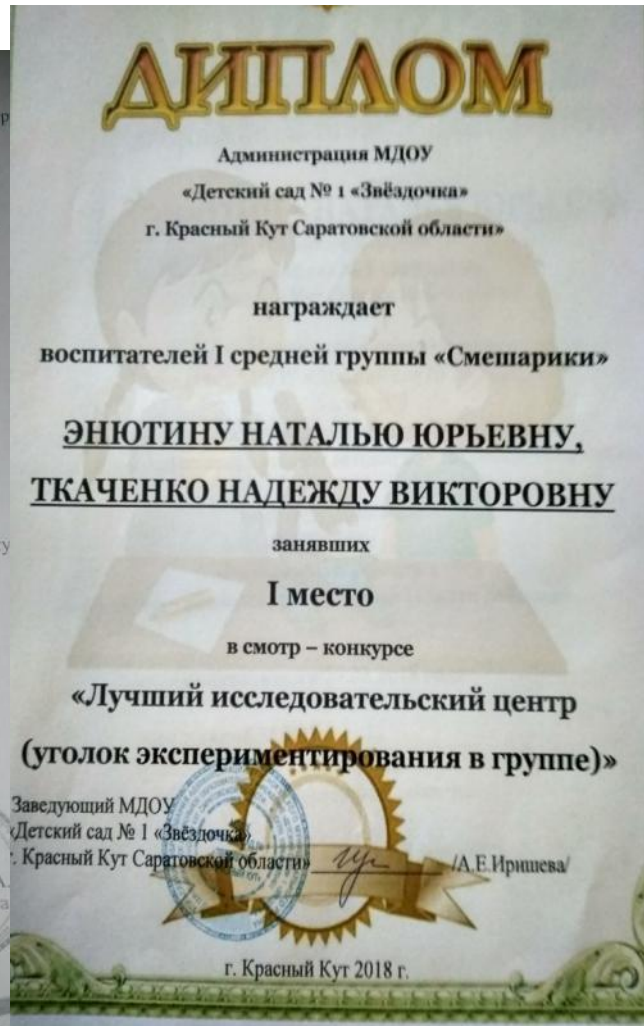 ДИПЛОМ
Администрация МДОУ
«Детский сад № 1 «Звёздочка»
г. Красный Кут Саратовской области»
награждает
воспитателей I средней группы «Смешарики»
ЭНЮТИНУ НАТАЛЬЮ ЮРЬЕВНУ,
ТКАЧЕНКО НАДЕЖДУ ВИКТОРОВНУ
занявших
I место
в смотр – конкурсе
«Лучший исследовательский центр
(уголок экспериментирования в группе)»
Заведующий МДОУ
«Детский сад № 1 «Звёздочка»
г. Красный Кут Саратовской области» /А.Е.Иришева/
г. Красный Кут 2018 г.